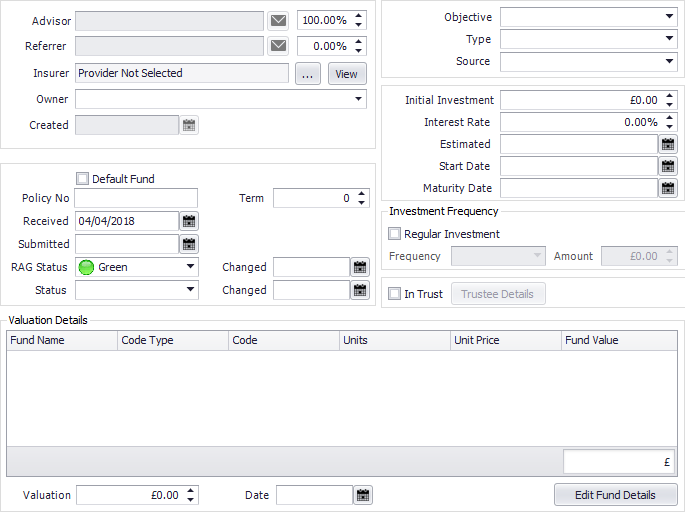 Advisor 100.00%
Referrer 0.00%
Insurer Provider Not Selected ... View
Owner
Created
Objective
Type
Source
Initial Investment £0.00
Interest Rate 0.00%
Estimated
Start Date
Maturity Date
Default Fund
Policy No Term 0
Received 04/04/2018
Submitted
RAG Status Green Changed
Status Changed
Investment Frequency
Regular Investment
Frequency Amount £0.00
In Trust Trustee Details
Valuation Details
Fund Name Code Type Code Units Unit Price Fund Value
£
Valuation £0.00 Date Edit Fund Details